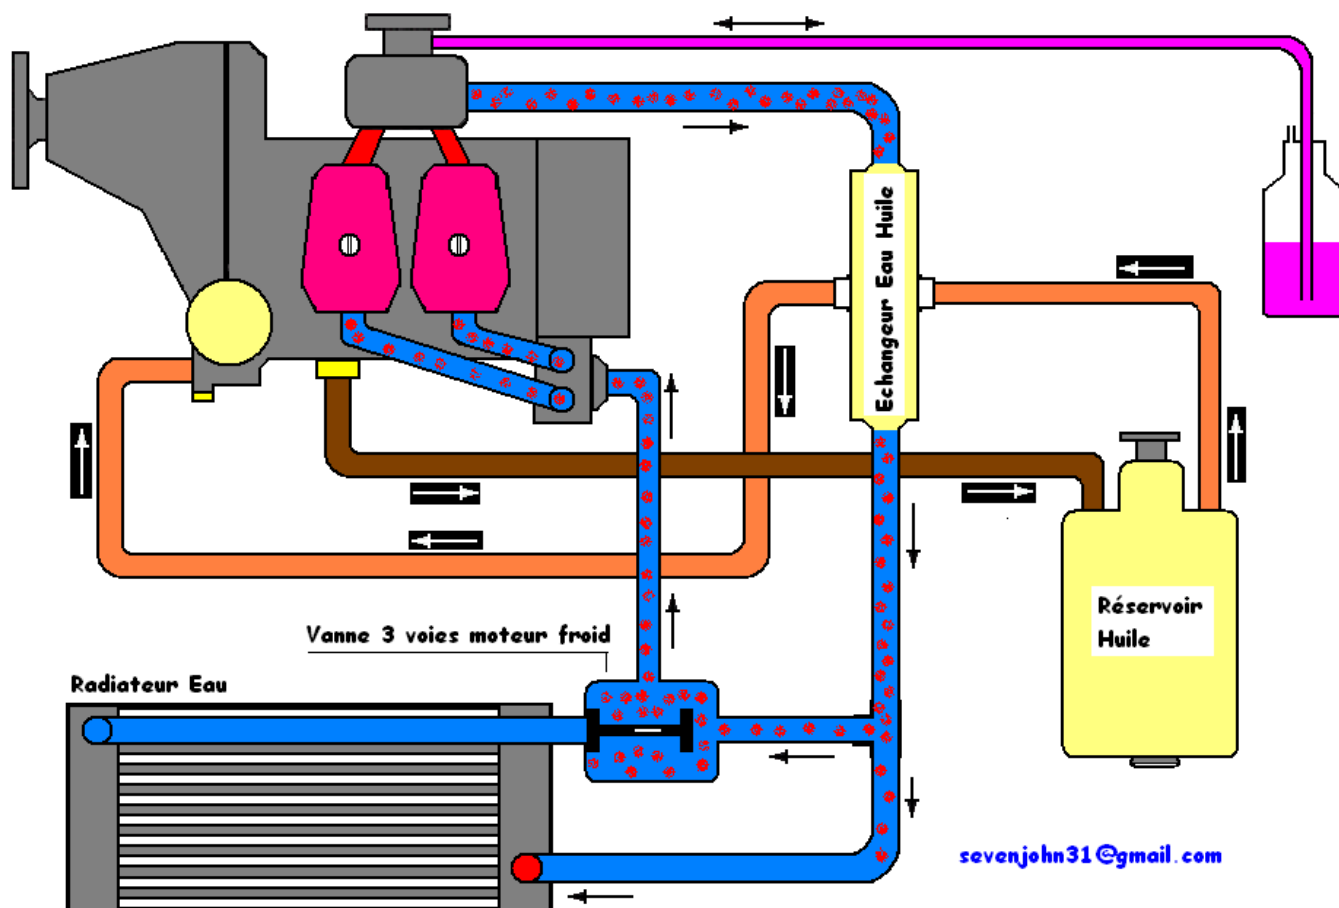 Echangeur Eau Huile
Réservoir
Huile
Vanne 3 voies moteur froid
Radiateur Eau
sevenjohn31@gmail.com